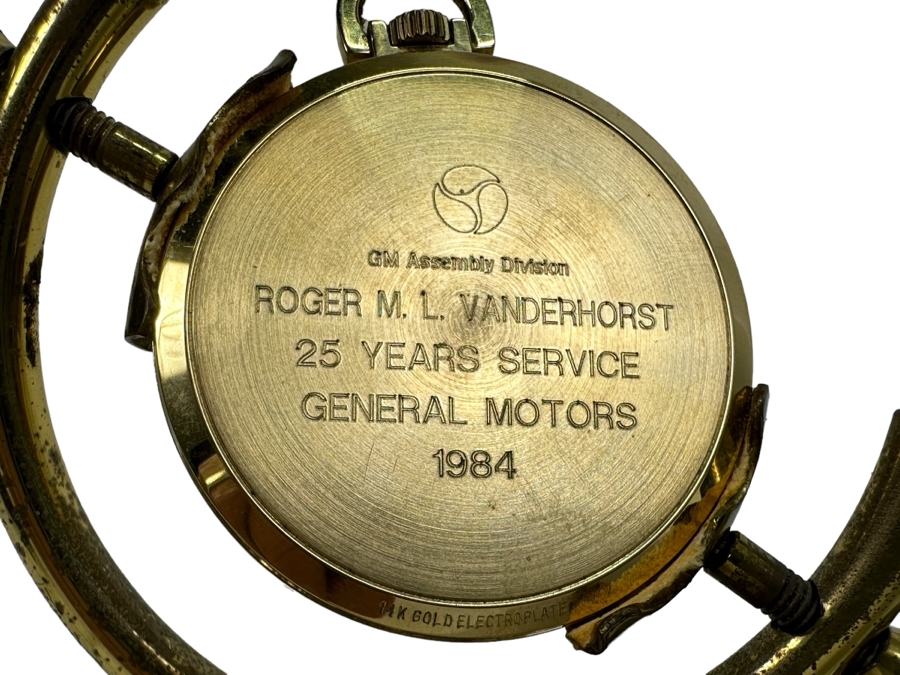 GM Assembly Division
ROGER M. L. VANDERHORST
25 YEARS SERVICE
GENERAL MOTORS
1984
14K GOLD ELECTROPLATE